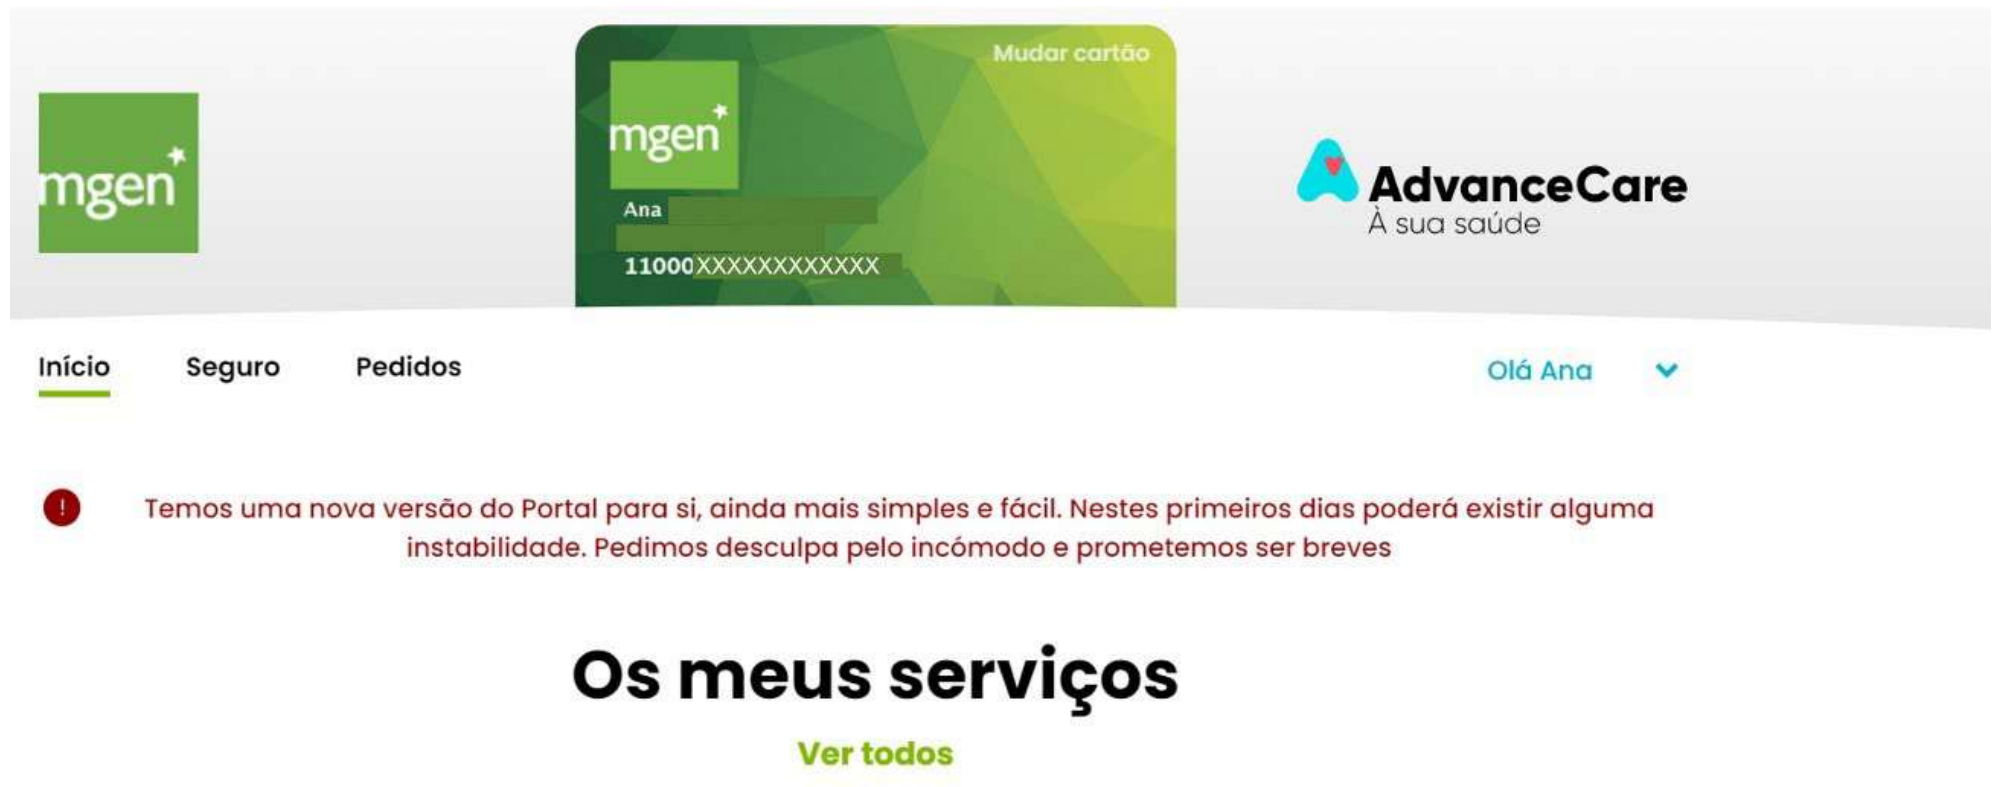 mgen
Mudar cartão
mgen
Ana
11000XXXXXXXXXXXX
AdvanceCare
À sua saúde
Início
Seguro
Pedidos
Olá Ana
Temos uma nova versão do Portal para si, ainda mais simples e fácil. Nestes primeiros dias poderá existir alguma
instabilidade. Pedimos desculpa pelo incómodo e prometemos ser breves
Os meus serviços
Ver todos